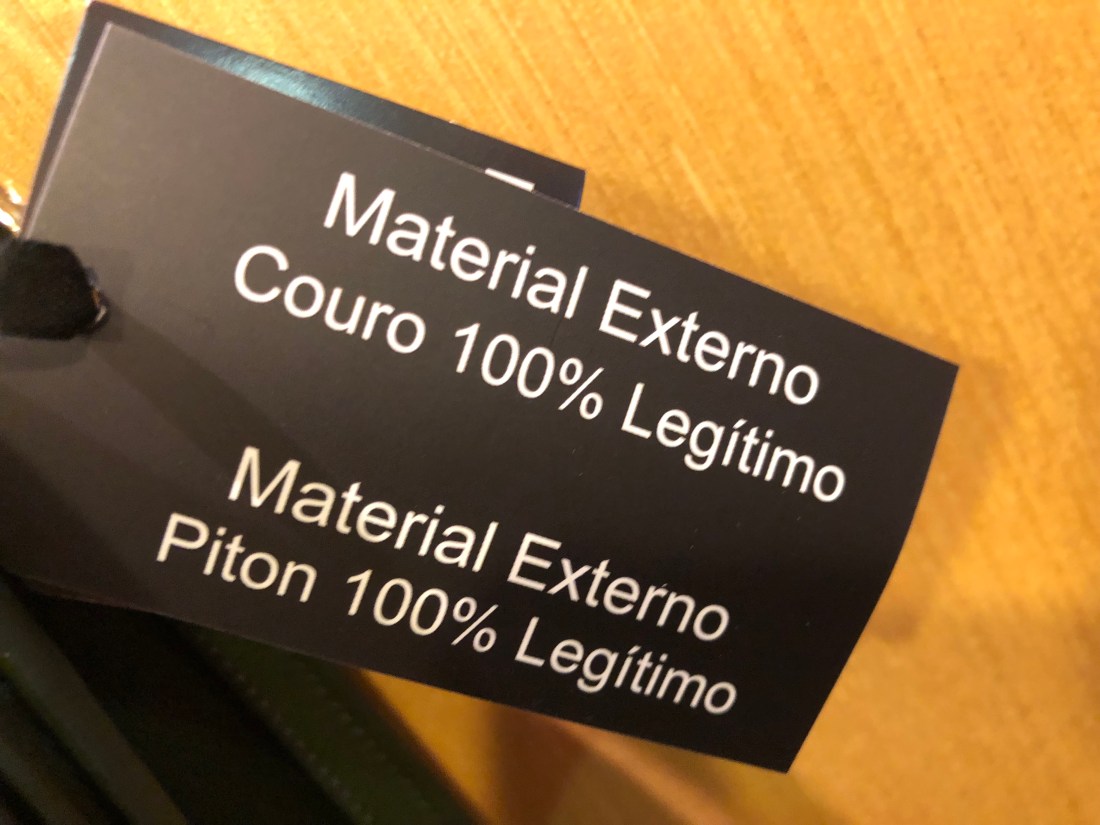 Material Externo
Couro 100% Legítimo
Material Externo
Piton 100% Legítimo